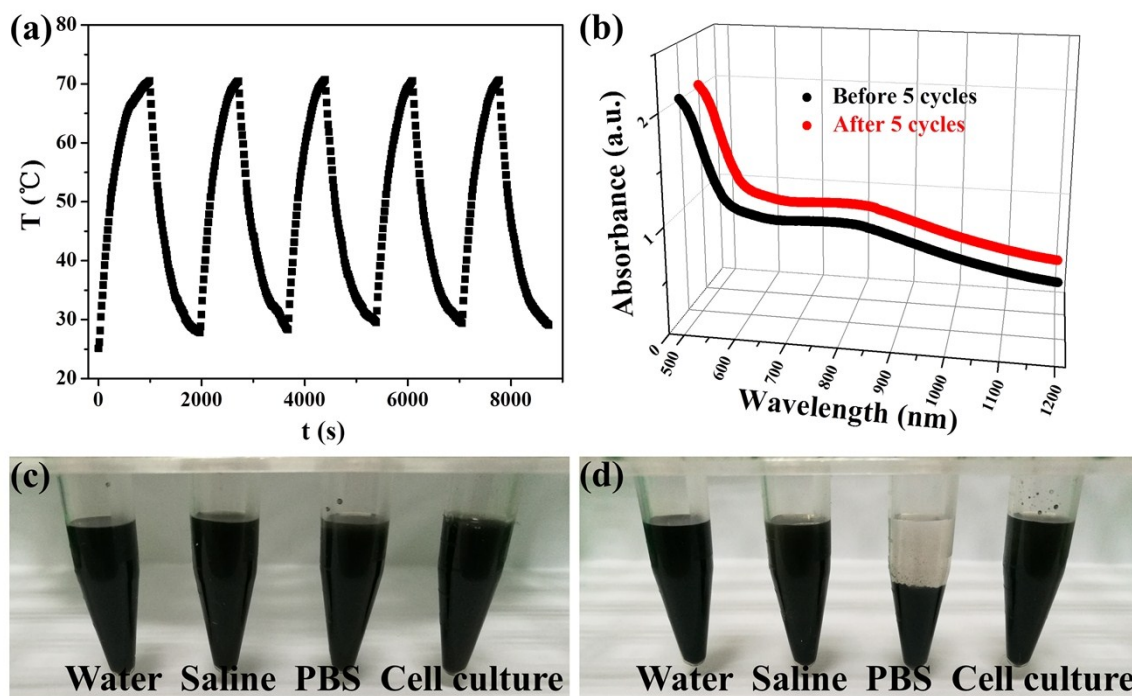 (a)
80
70
60
50
40
30
20
T (℃)
0 2000 4000 6000 8000
t (s)
(b)
Before 5 cycles
After 5 cycles
2
1
0
Absorbance (a.u.)
500 600 700 800 900 1000 1100 1200
Wavelength (nm)
(c)
Water Saline PBS Cell culture
(d)
Water Saline PBS Cell culture